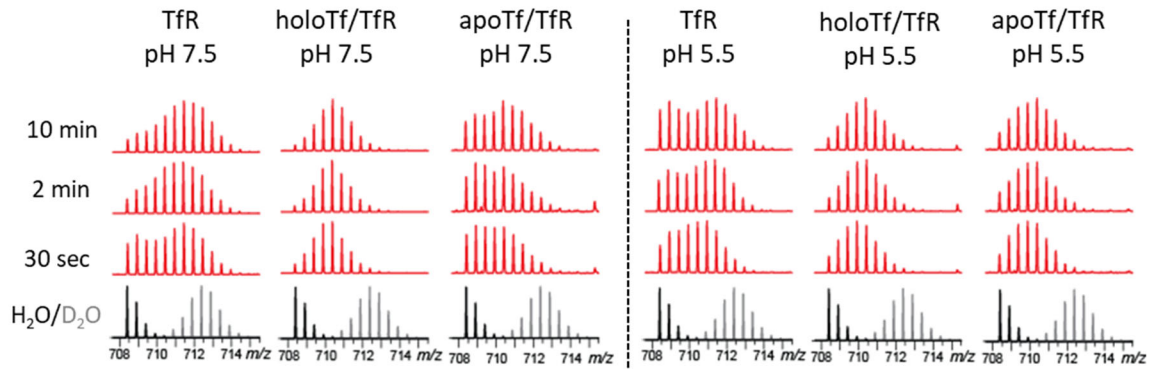 TfR holoTf/TfR apoTf/TfR TfR holoTf/TfR apoTf/TfR
pH 7.5 pH 7.5 pH 7.5 pH 5.5 pH 5.5 pH 5.5
10 min
2 min
30 sec
H₂O/D₂O
708 710 712 714 m/z 708 710 712 714 m/z 708 710 712 714 m/z 708 710 712 714 m/z 708 710 712 714 m/z 708 710 712 714 m/z